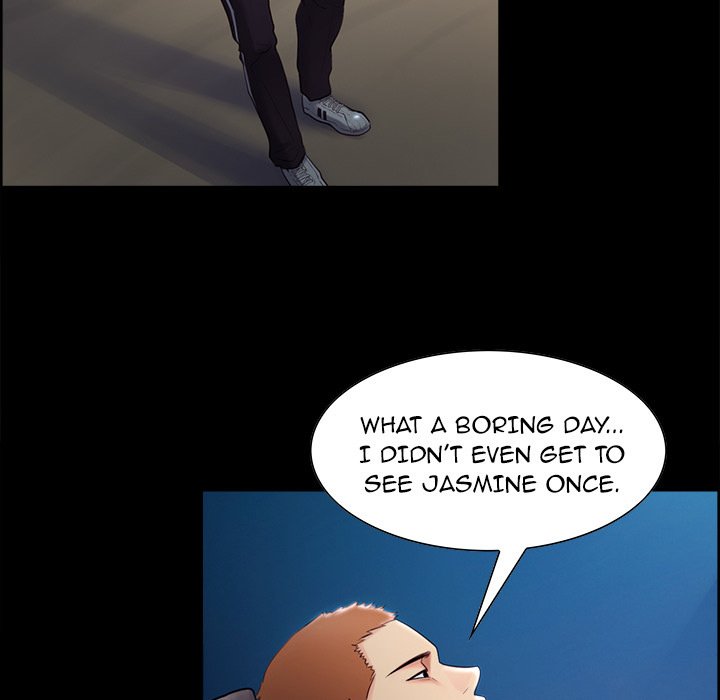 WHAT A BORING DAY...
I DIDN'T EVEN GET TO
SEE JASMINE ONCE.